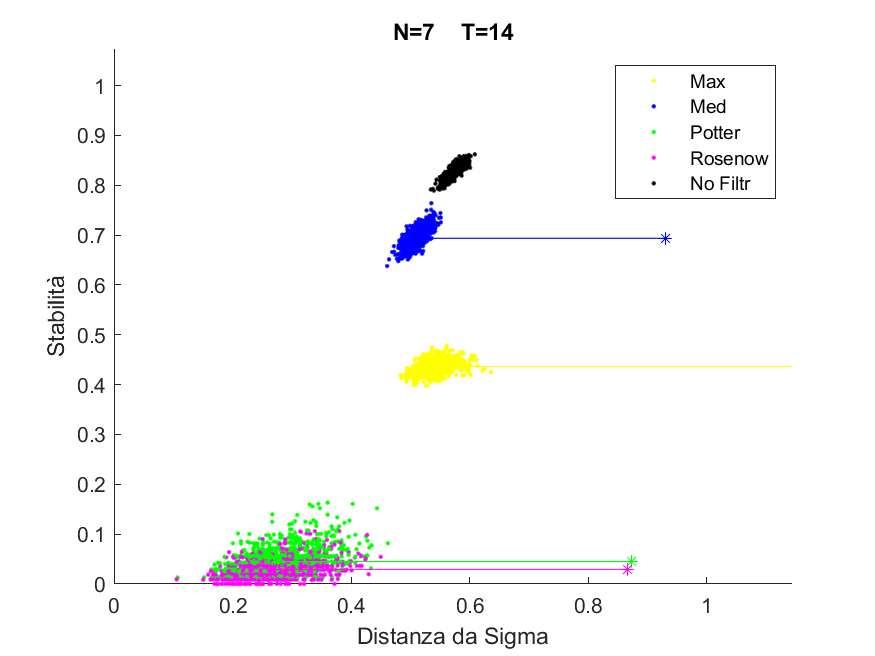 N=7 T=14
Max
Med
Potter
Rosenow
No Filtr
Stabilità
1
0.9
0.8
0.7
0.6
0.5
0.4
0.3
0.2
0.1
0
0 0.2 0.4 0.6 0.8 1
Distanza da Sigma